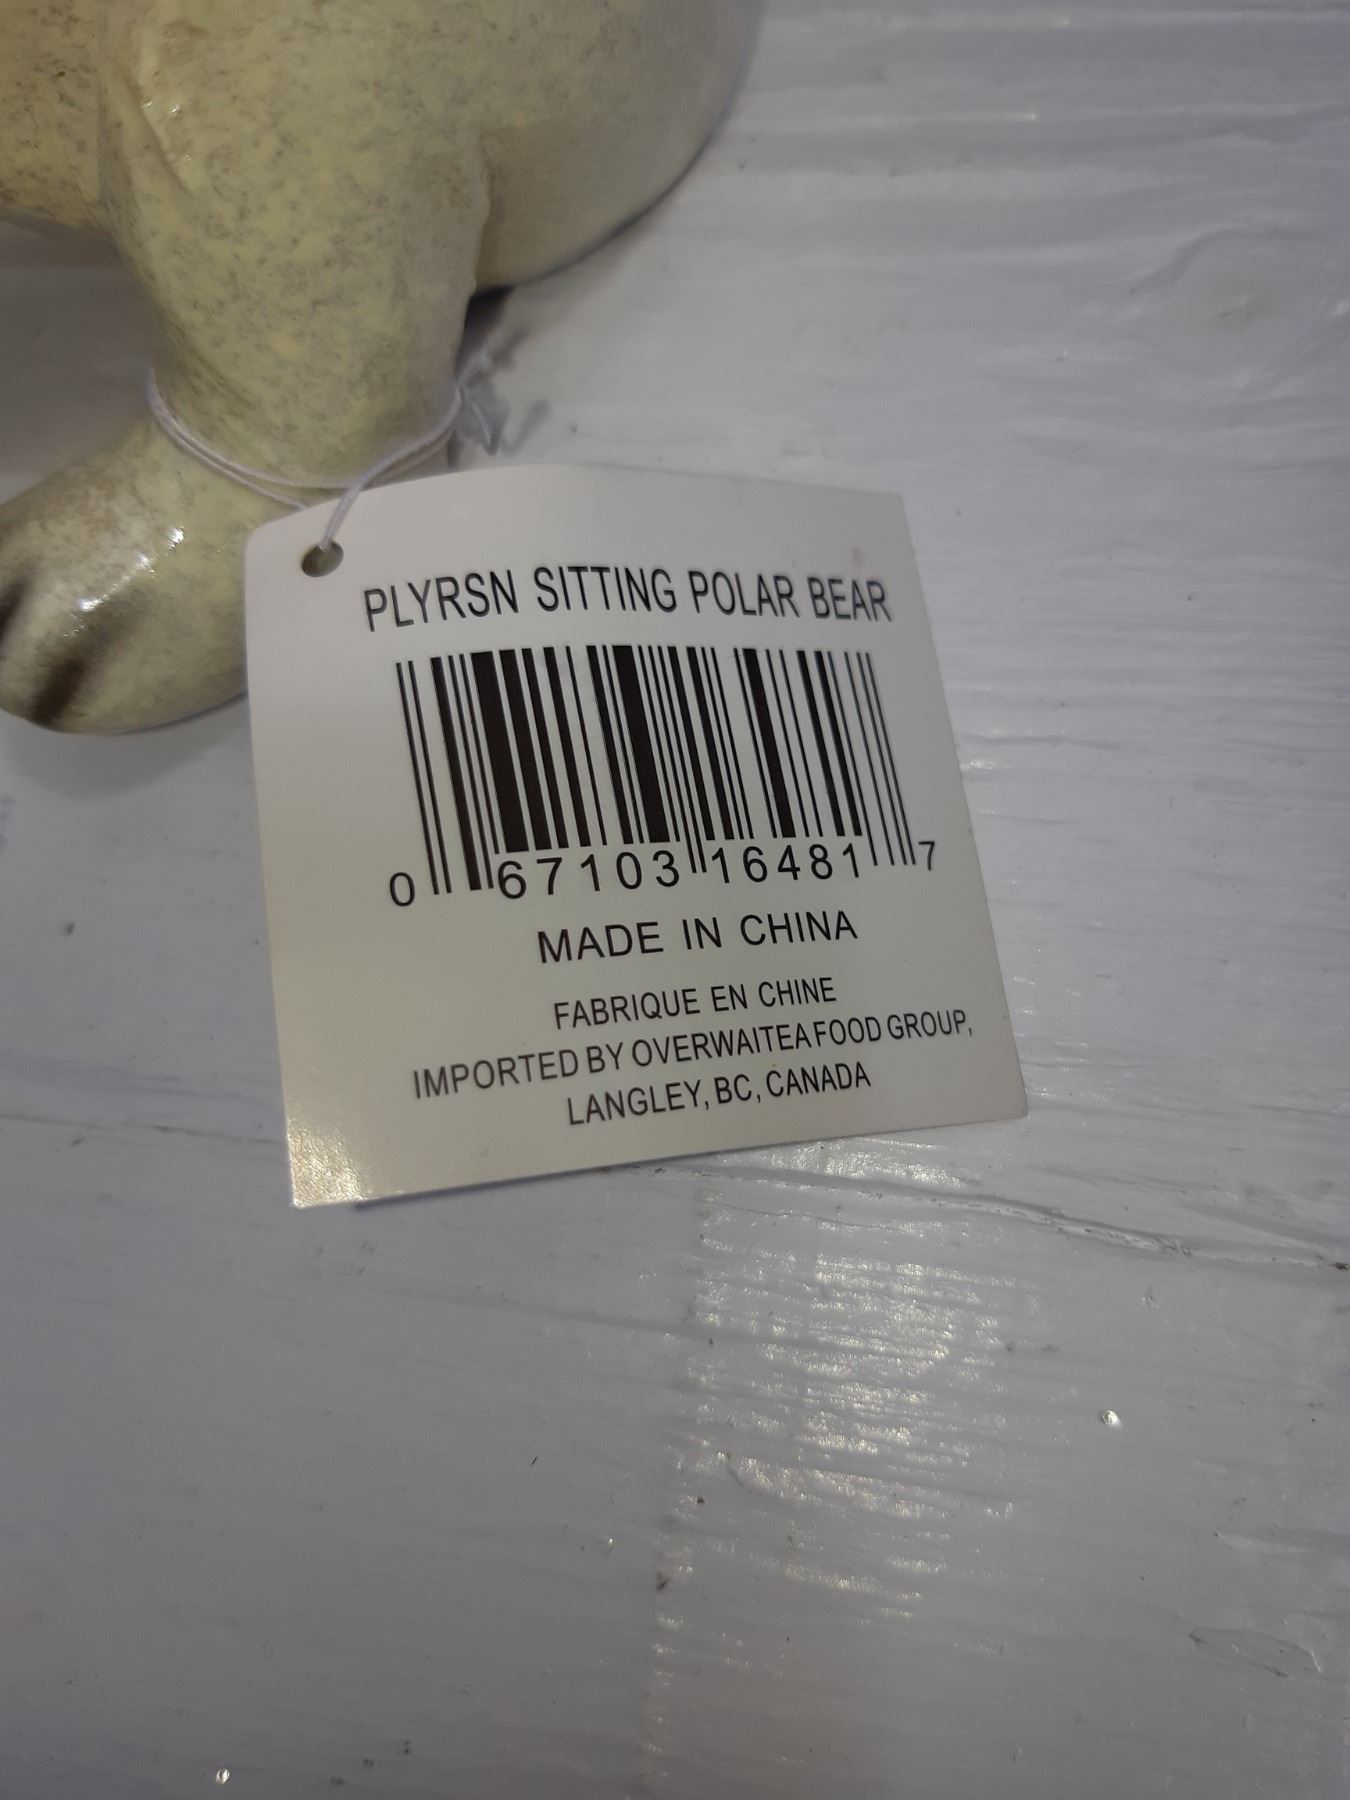 PLYRSN SITTING POLAR BEAR
0 67103 16481 7
MADE IN CHINA
FABRIQUE EN CHINE
IMPORTED BY OVERWAITEA FOOD GROUP,
LANGLEY, BC, CANADA